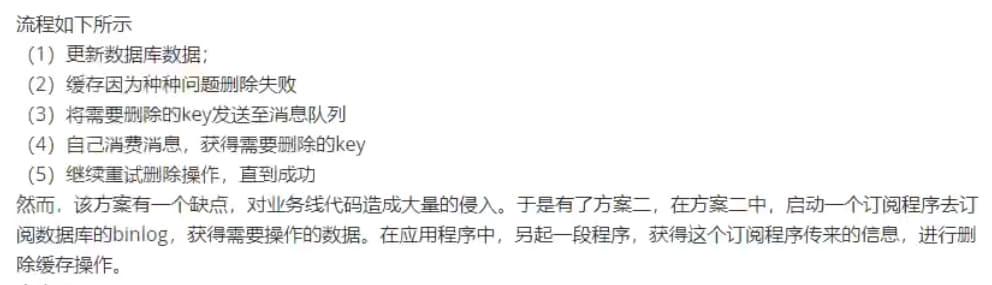 流程如下所示
（1）更新数据库数据；
（2）缓存因为种种问题删除失败
（3）将需要删除的key发送至消息队列
（4）自己消费消息，获得需要删除的key
（5）继续重试删除操作，直到成功
然而，该方案有一个缺点，对业务线代码造成大量的侵入。于是有了方案二，在方案二中，启动一个订阅程序去订
阅数据库的binlog，获得需要操作的数据。在应用程序中，另起一段程序，获得这个订阅程序传来的信息，进行删
除缓存操作。